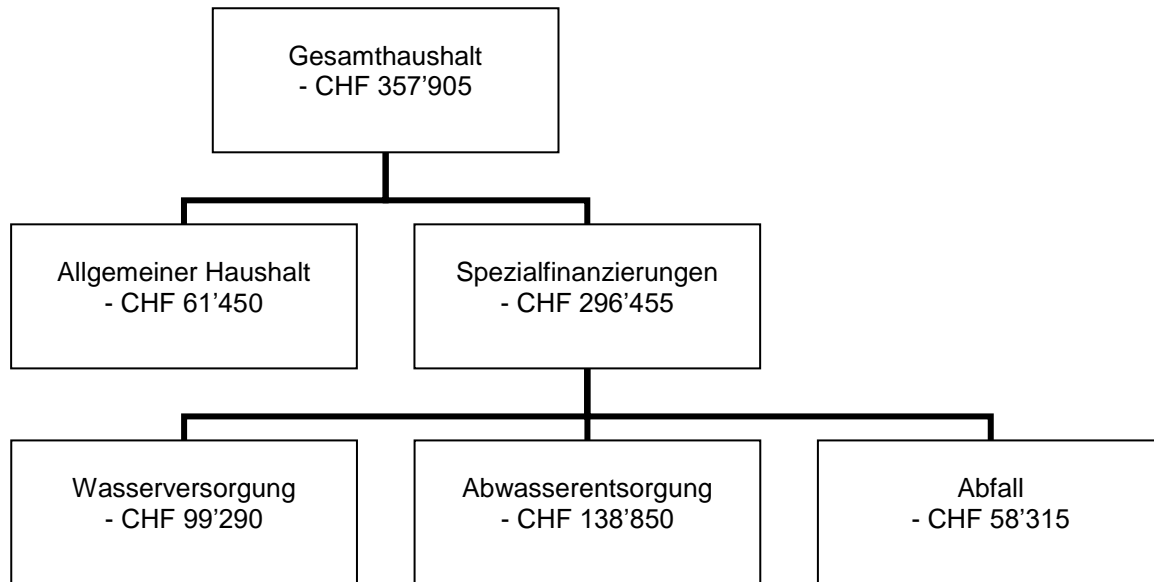 Gesamthaushalt
- CHF 357’905
Allgemeiner Haushalt
- CHF 61’450
Spezialfinanzierungen
- CHF 296’455
Wasserversorgung
- CHF 99’290
Abwasserentsorgung
- CHF 138’850
Abfall
- CHF 58’315